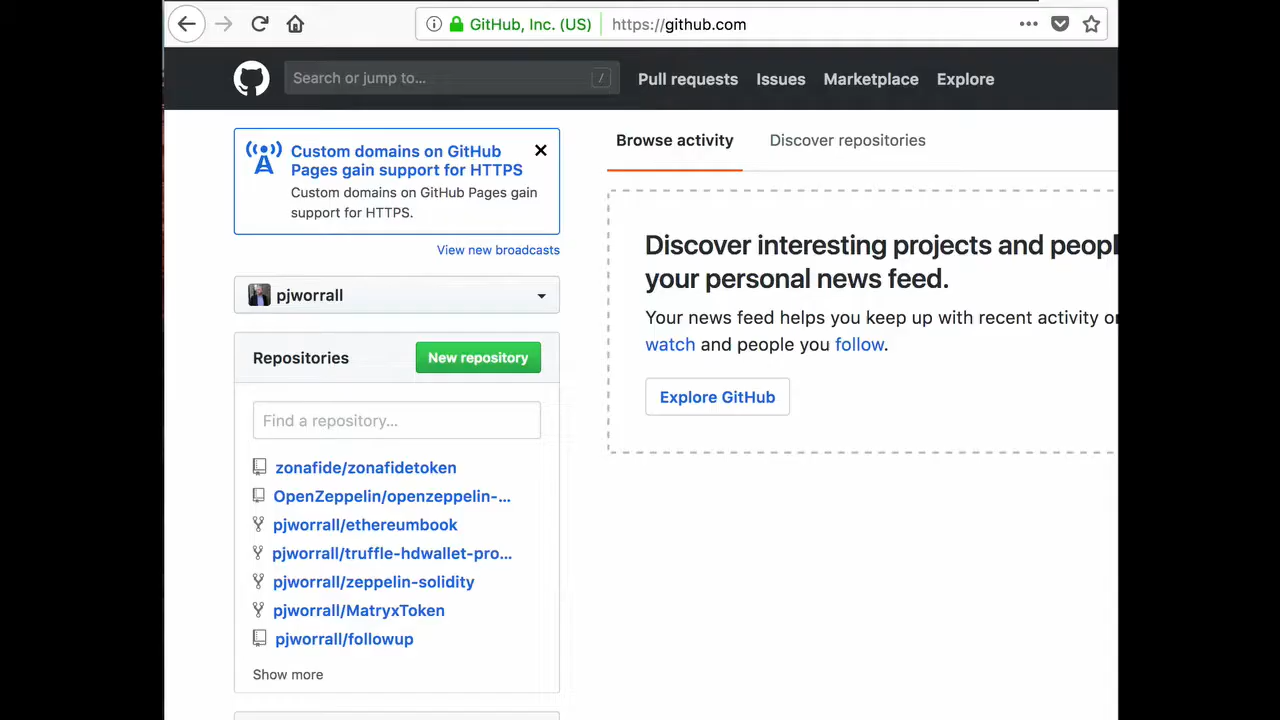 GitHub, Inc. (US) https://github.com
Search or jump to... /
Pull requests Issues Marketplace Explore
Custom domains on GitHub
Pages gain support for HTTPS
Custom domains on GitHub Pages gain
support for HTTPS.
View new broadcasts
pjworrall
Repositories New repository
Find a repository...
zonafide/zonafidetoken
OpenZeppelin/openzeppelin-...
pjworrall/ethereumbook
pjworrall/truffle-hdwallet-pro...
pjworrall/zeppelin-solidity
pjworrall/MatryxToken
pjworrall/followup
Show more
Browse activity Discover repositories
Discover interesting projects and peopl
your personal news feed.
Your news feed helps you keep up with recent activity
watch and people you follow.
Explore GitHub